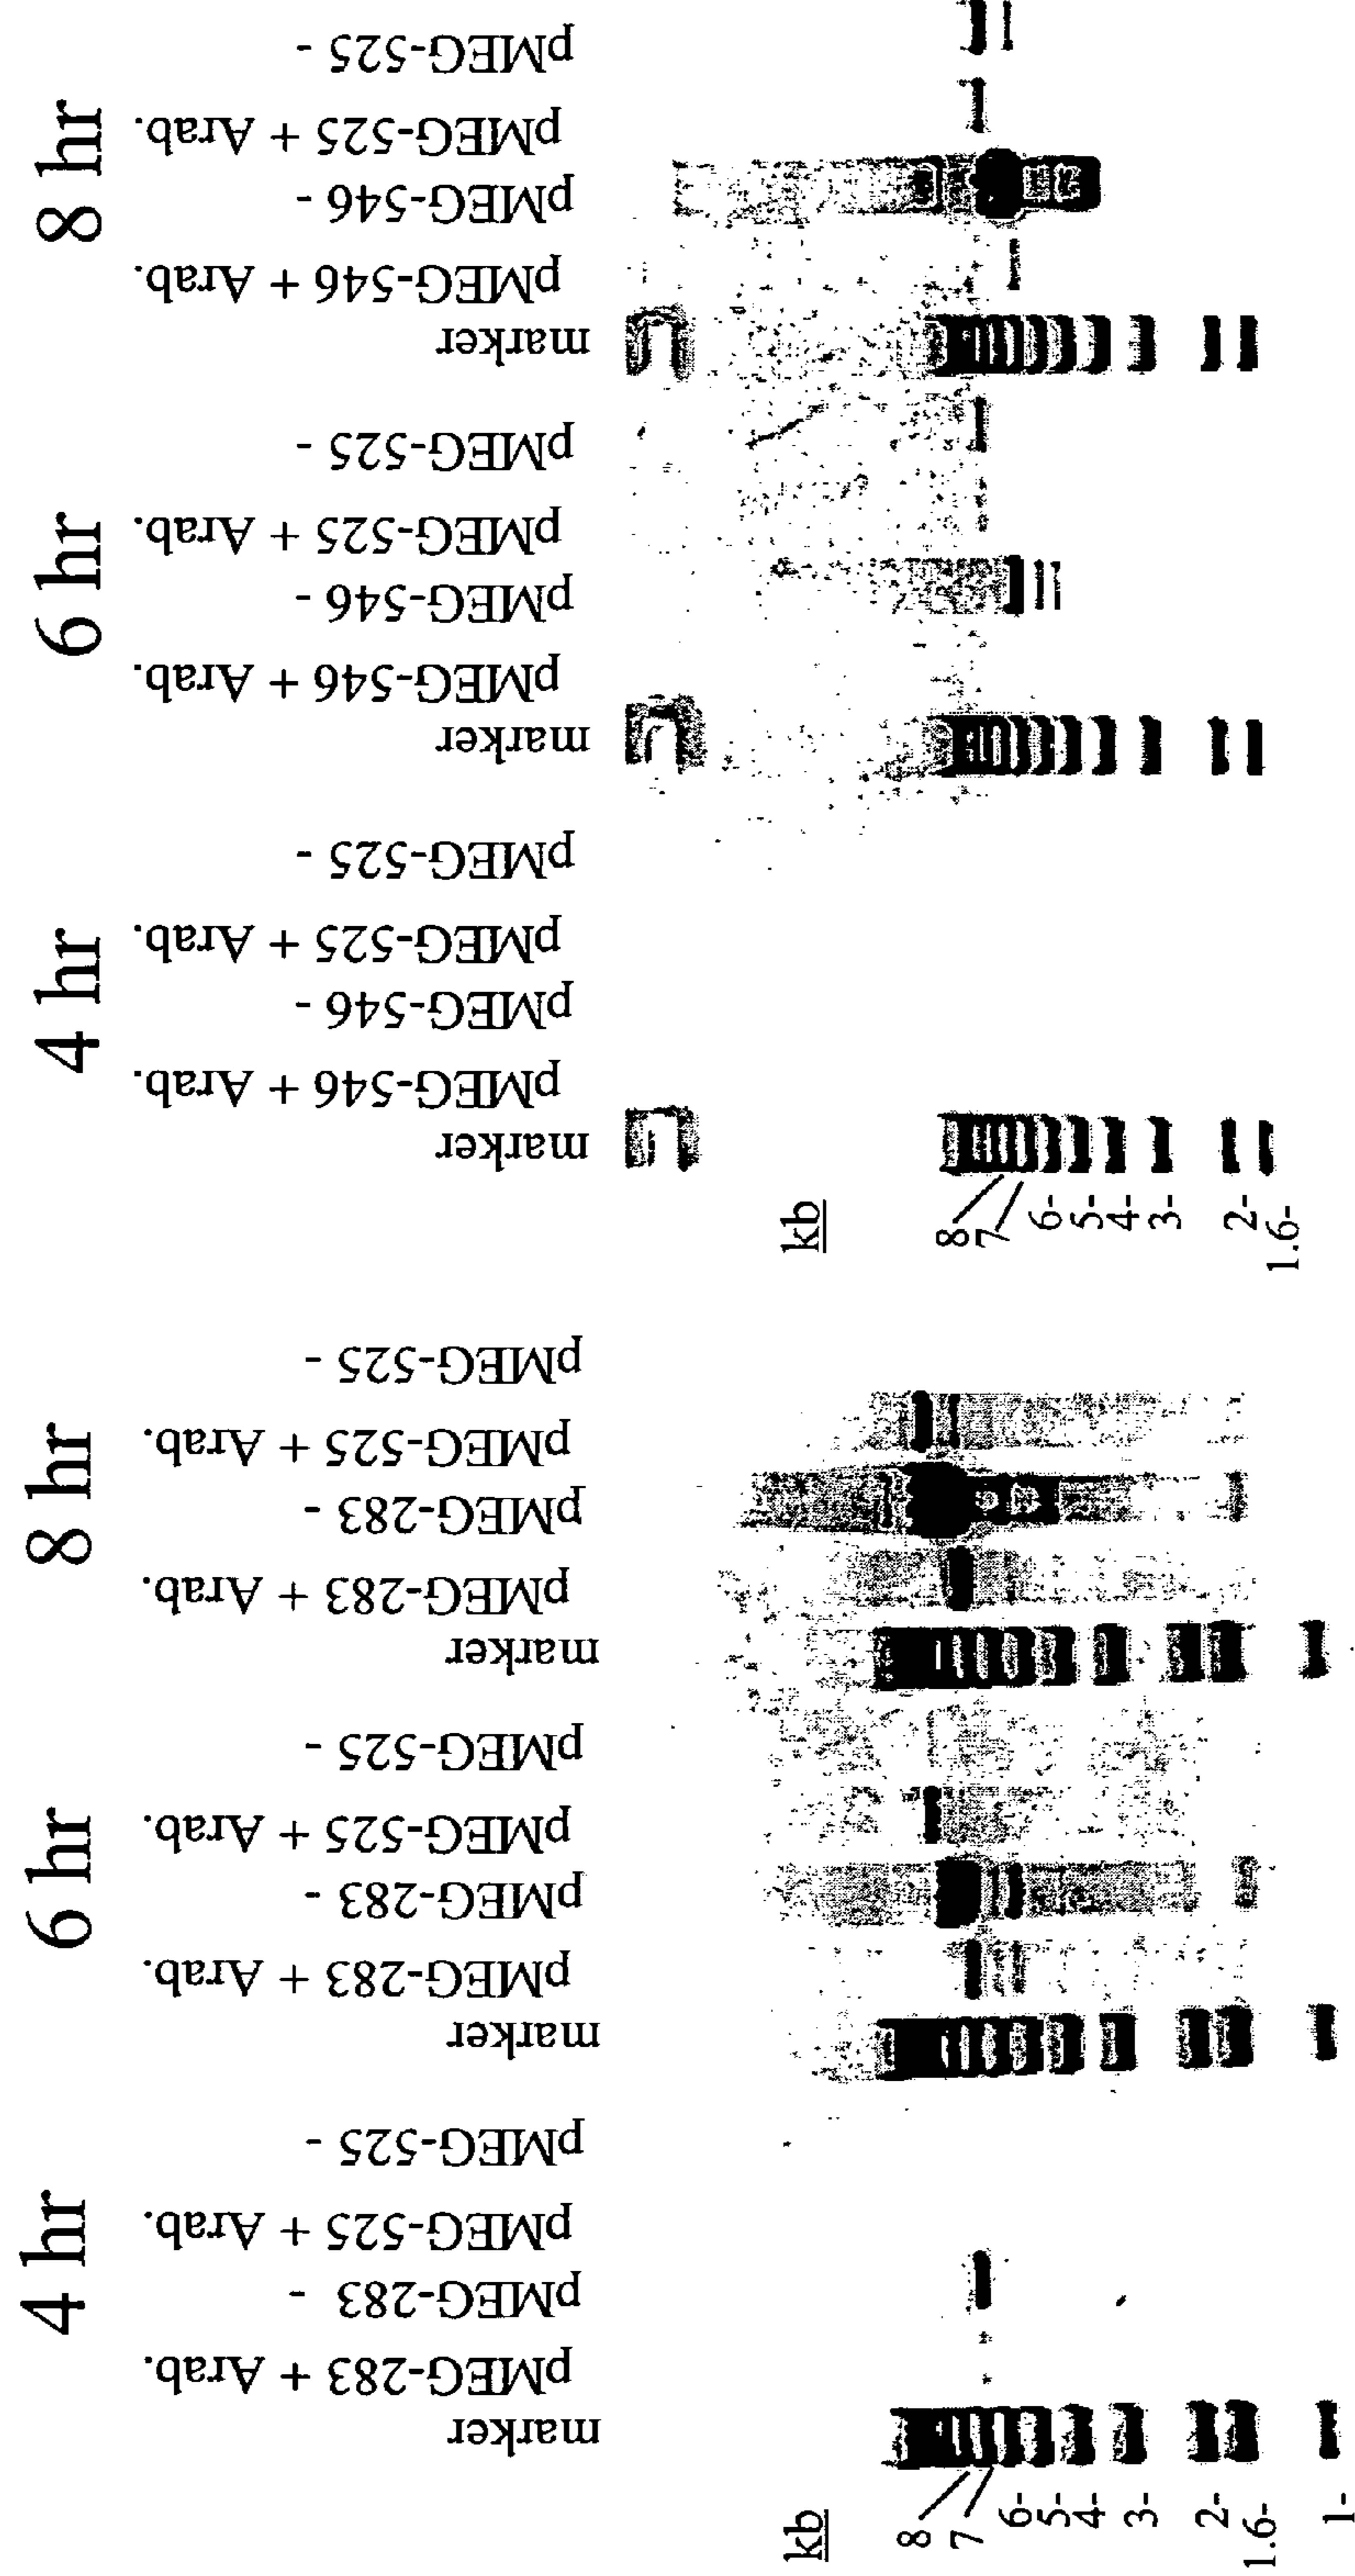 4 hr
6 hr
8 hr
marker
pMEG-283 + Arab.
pMEG-283 -
pMEG-525 + Arab.
pMEG-525 -
marker
pMEG-283 + Arab.
pMEG-283 -
pMEG-525 + Arab.
pMEG-525 -
marker
pMEG-283 + Arab.
pMEG-283 -
pMEG-525 + Arab.
pMEG-525 -
kb
8
7
6-
5-
4-
3-
2-
1.6-
1-
4 hr
6 hr
8 hr
marker
pMEG-546 + Arab.
pMEG-546 -
pMEG-525 + Arab.
pMEG-525 -
marker
pMEG-546 + Arab.
pMEG-546 -
pMEG-525 + Arab.
pMEG-525 -
marker
pMEG-546 + Arab.
pMEG-546 -
pMEG-525 + Arab.
pMEG-525 -
kb
8
7
6-
5-
4-
3-
2-
1.6-